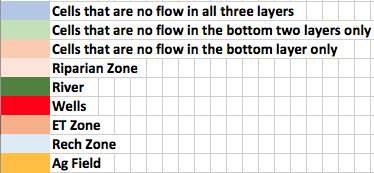 Cells that are no flow in all three layers
Cells that are no flow in the bottom two layers only
Cells that are no flow in the bottom layer only
Riparian Zone
River
Wells
ET Zone
Rech Zone
Ag Field